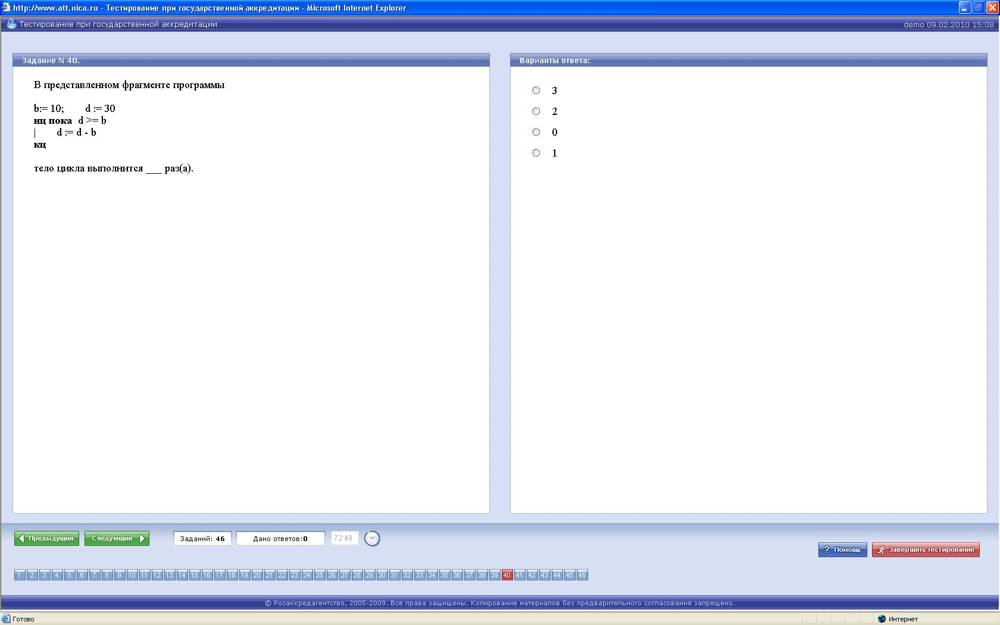 http://www.att.nica.ru - Тестирование при государственной аккредитации - Microsoft Internet Explorer
Тестирование при государственной аккредитации
demo 09.02.2010 15:08
Задание N 40.
В представленном фрагменте программы
b:= 10; d := 30
нц пока d >= b
| d := d - b
кц
тело цикла выполнится ___ раз(а).
Варианты ответа:
3
2
0
1
Предыдущий
Следующий
Заданий: 46
Дано ответов:0
72:48
? Помощь
Завершить тестирование
1 2 3 4 5 6 7 8 9 10 11 12 13 14 15 16 17 18 19 20 21 22 23 24 25 26 27 28 29 30 31 32 33 34 35 36 37 38 39 40 41 42 43 44 45 46
© Росаккредагентство, 2005-2009. Все права защищены. Копирование материалов без предварительного согласования запрещено.
Готово
Интернет